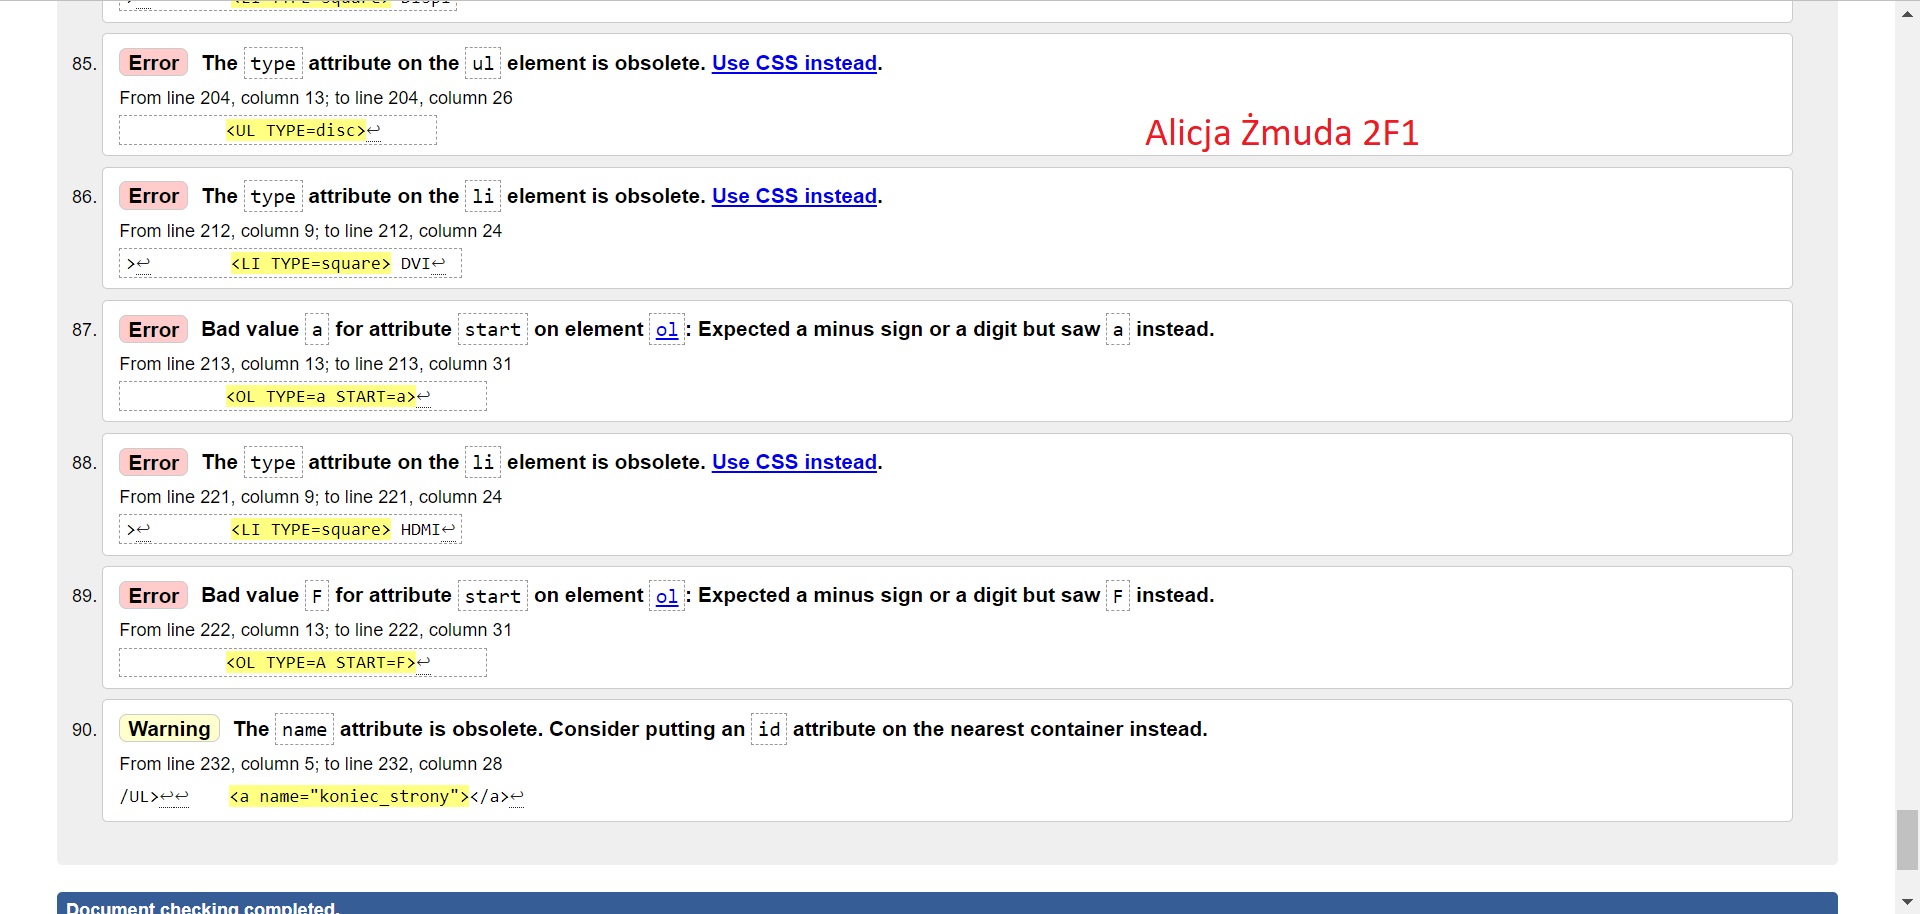 <LI TYPE=square> Displ
85. Error The type attribute on the ul element is obsolete. Use CSS instead.
From line 204, column 13; to line 204, column 26
<UL TYPE=disc>↩
Alicja Żmuda 2F1
86. Error The type attribute on the li element is obsolete. Use CSS instead.
From line 212, column 9; to line 212, column 24
>↩ <LI TYPE=square> DVI↩
87. Error Bad value a for attribute start on element ol: Expected a minus sign or a digit but saw a instead.
From line 213, column 13; to line 213, column 31
<OL TYPE=a START=a>↩
88. Error The type attribute on the li element is obsolete. Use CSS instead.
From line 221, column 9; to line 221, column 24
>↩ <LI TYPE=square> HDMI↩
89. Error Bad value F for attribute start on element ol: Expected a minus sign or a digit but saw F instead.
From line 222, column 13; to line 222, column 31
<OL TYPE=A START=F>↩
90. Warning The name attribute is obsolete. Consider putting an id attribute on the nearest container instead.
From line 232, column 5; to line 232, column 28
/UL>↩↩ <a name="koniec_strony"></a>↩
Document checking completed.